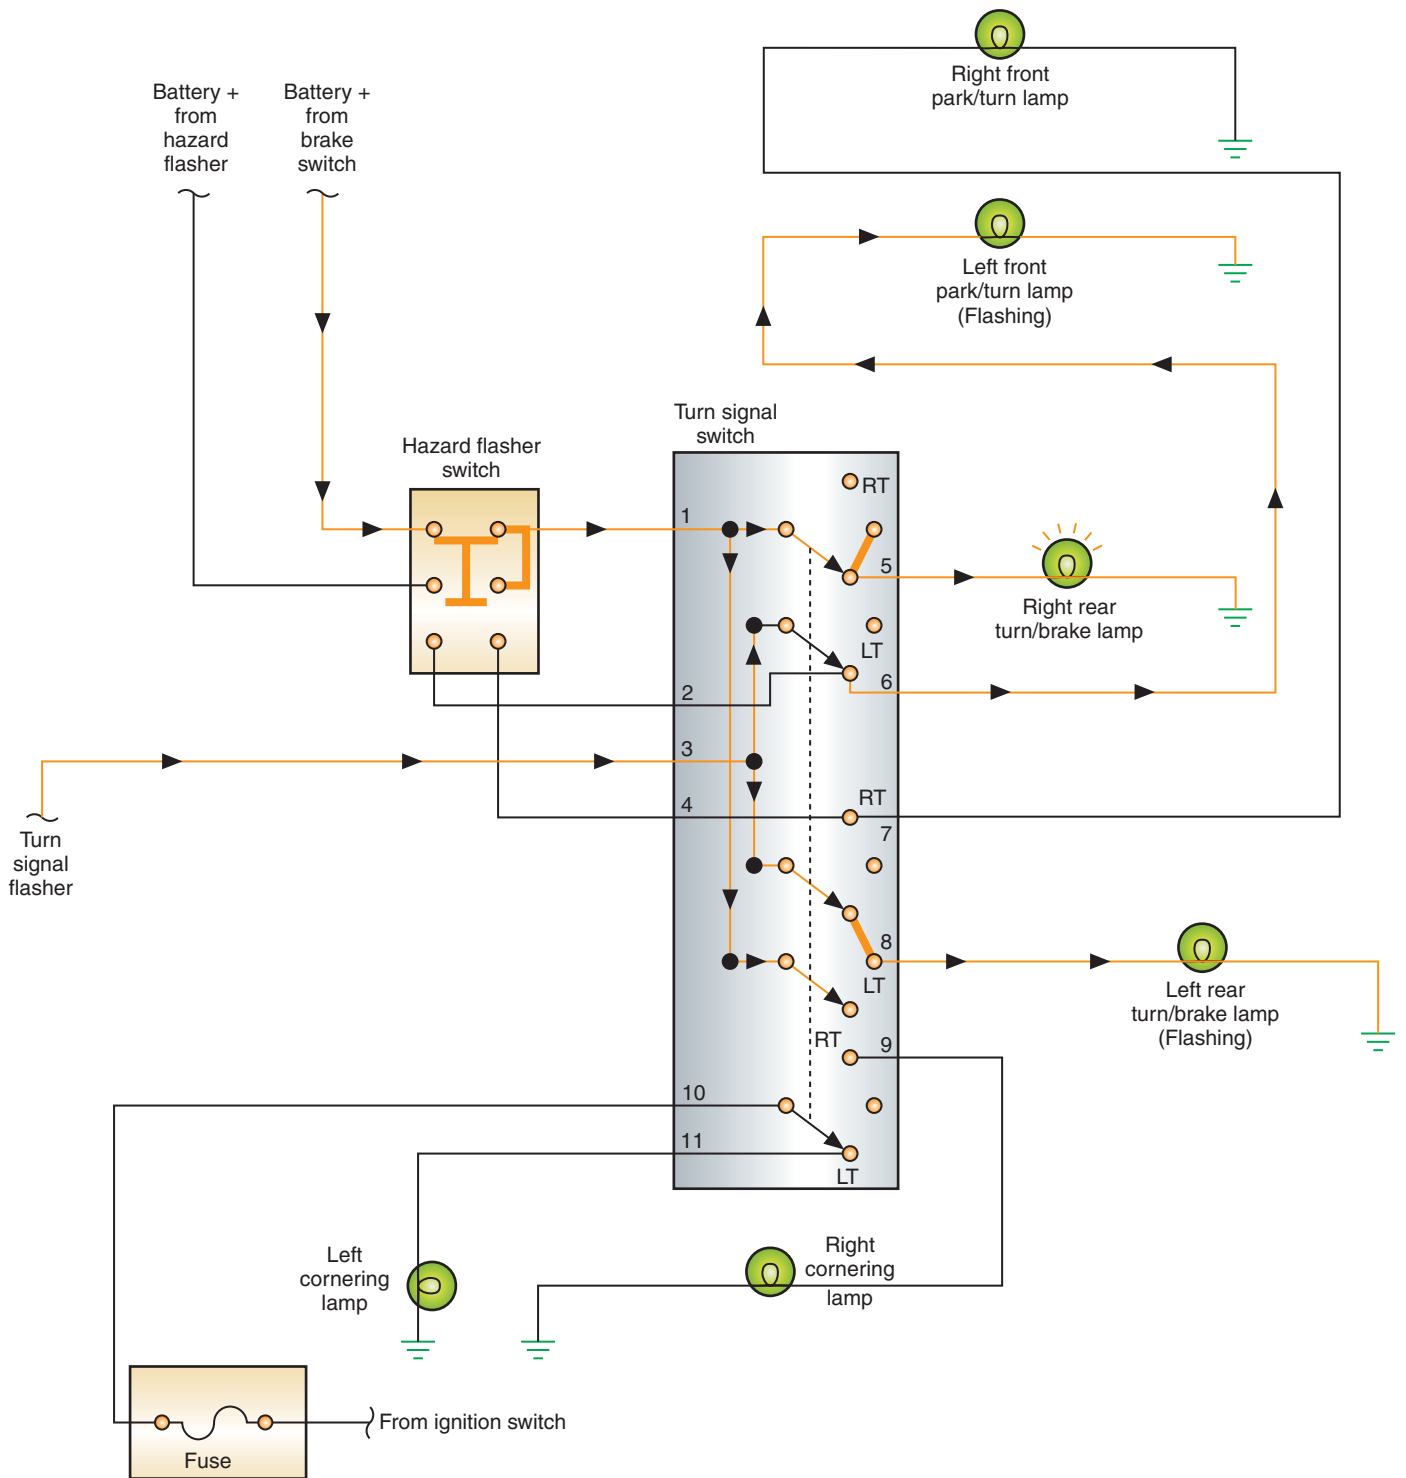 Right front
park/turn lamp
Battery +
from
hazard
flasher
Battery +
from
brake
switch
Left front
park/turn lamp
(Flashing)
Turn signal
switch
Hazard flasher
switch
RT
1
5
Right rear
turn/brake lamp
LT
6
2
3
4
RT
7
Turn
signal
flasher
8
LT
Left rear
turn/brake lamp
(Flashing)
RT
9
10
11
LT
Left
cornering
lamp
Right
cornering
lamp
From ignition switch
Fuse